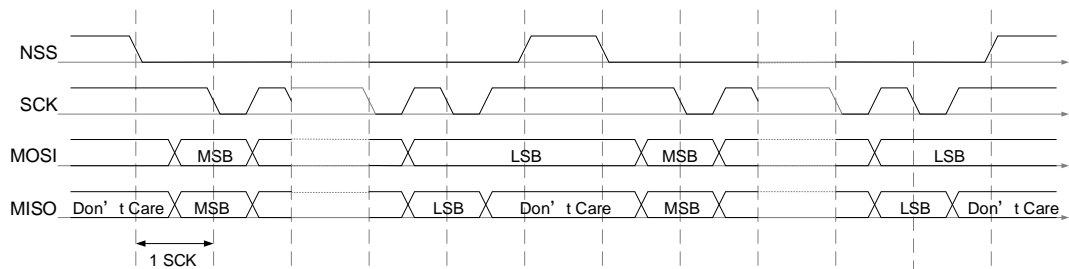 NSS
SCK
MOSI MSB LSB MSB LSB
MISO Don’t Care MSB LSB Don’t Care MSB LSB Don’t Care
1 SCK